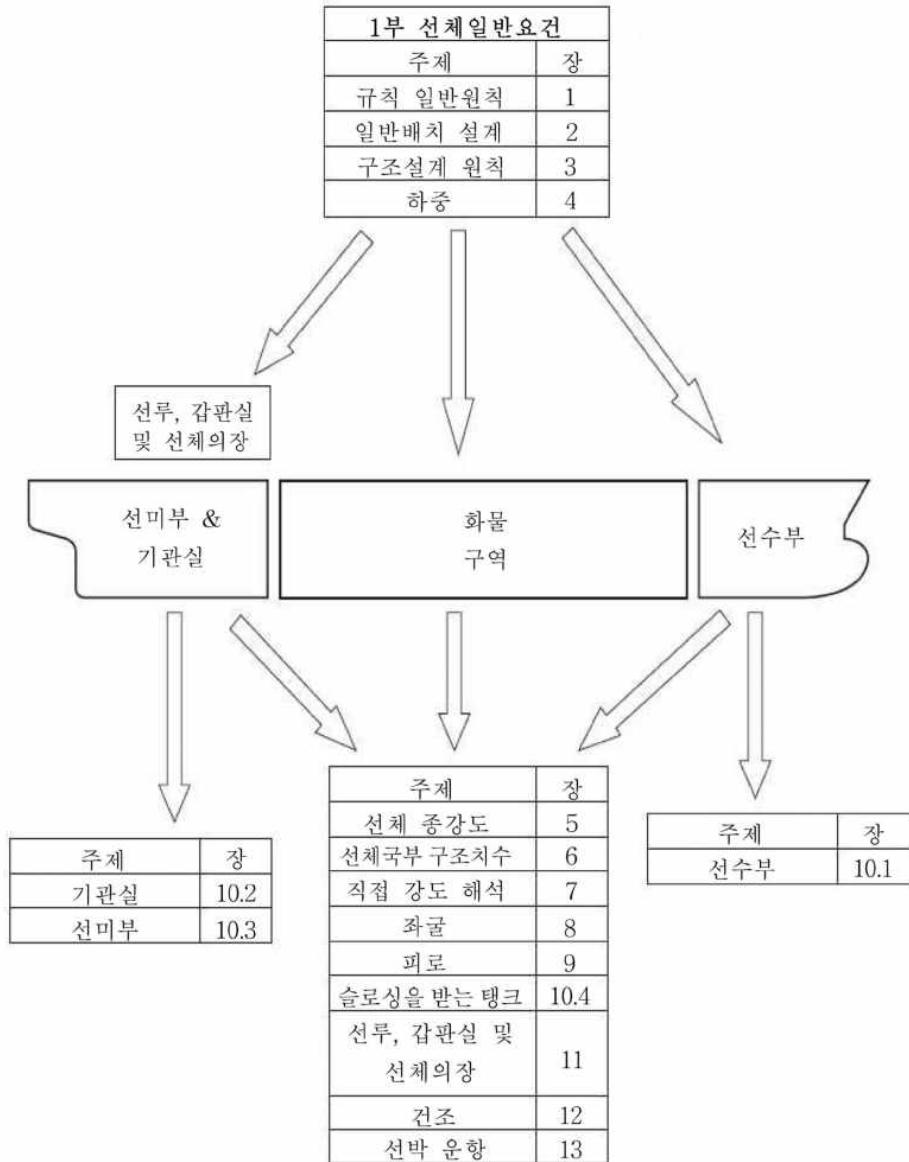 1부 선체일반요건
주제 장
규칙 일반원칙 1
일반배치 설계 2
구조설계 원칙 3
하중 4
선루, 갑판실
및 선체의장
선미부 &
기관실
화물
구역
선수부
주제 장
기관실 10.2
선미부 10.3
주제 장
선체 종강도 5
선체국부 구조치수 6
직접 강도 해석 7
좌굴 8
피로 9
슬로싱을 받는 탱크 10.4
선루, 갑판실 및
선체의장 11
건조 12
선박 운항 13
주제 장
선수부 10.1